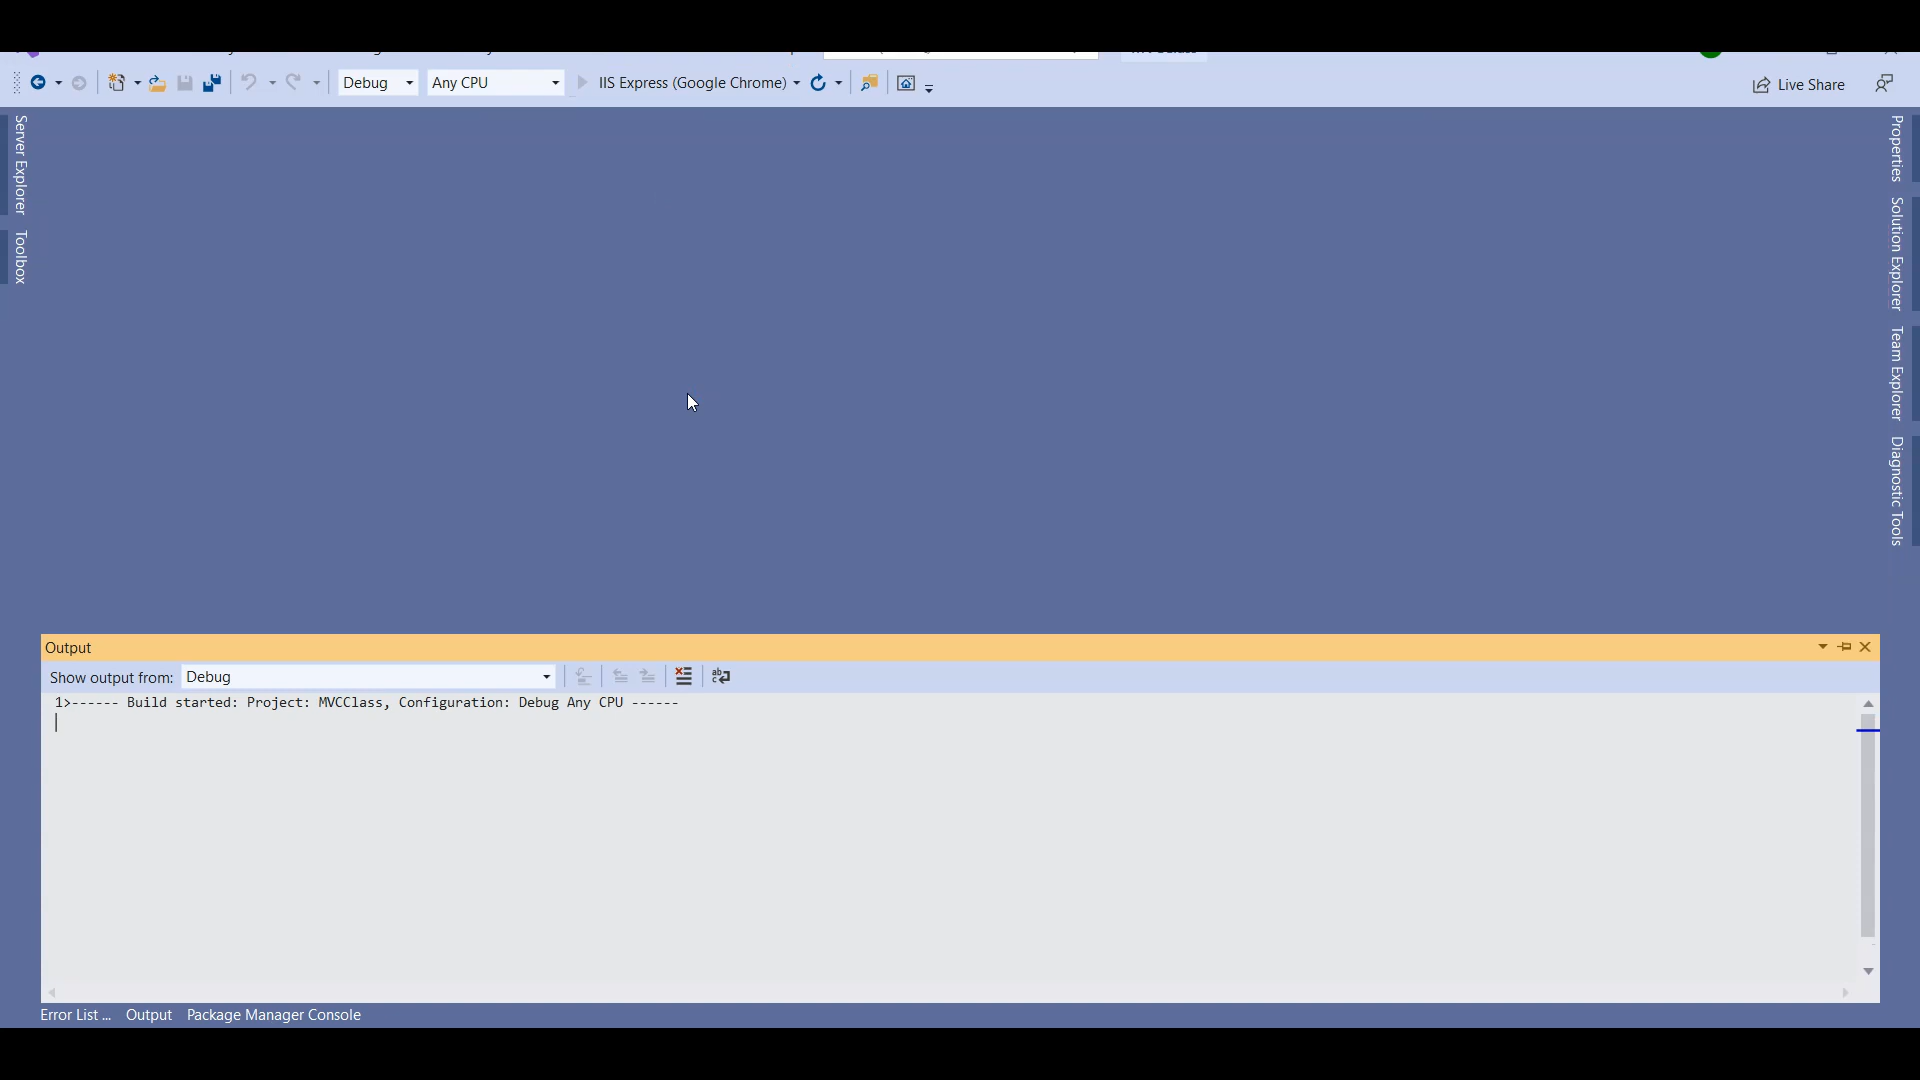 Debug
Any CPU
IIS Express (Google Chrome)
Live Share
Server Explorer
Toolbox
Properties
Solution Explorer
Team Explorer
Diagnostic Tools
Output
Show output from: Debug
1>------ Build started: Project: MVCClass, Configuration: Debug Any CPU ------
Error List ... Output Package Manager Console